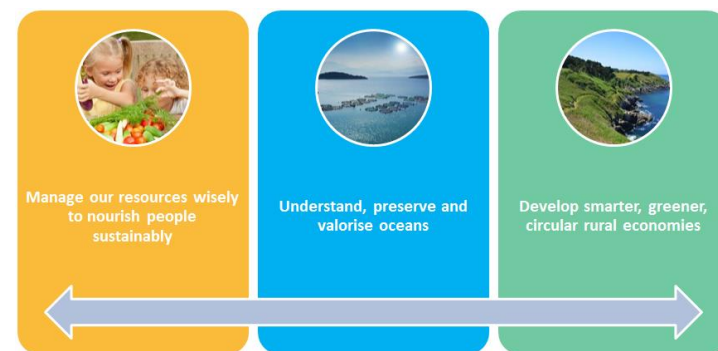 Manage our resources wisely
to nourish people
sustainably
Understand, preserve and
valorise oceans
Develop smarter, greener,
circular rural economies